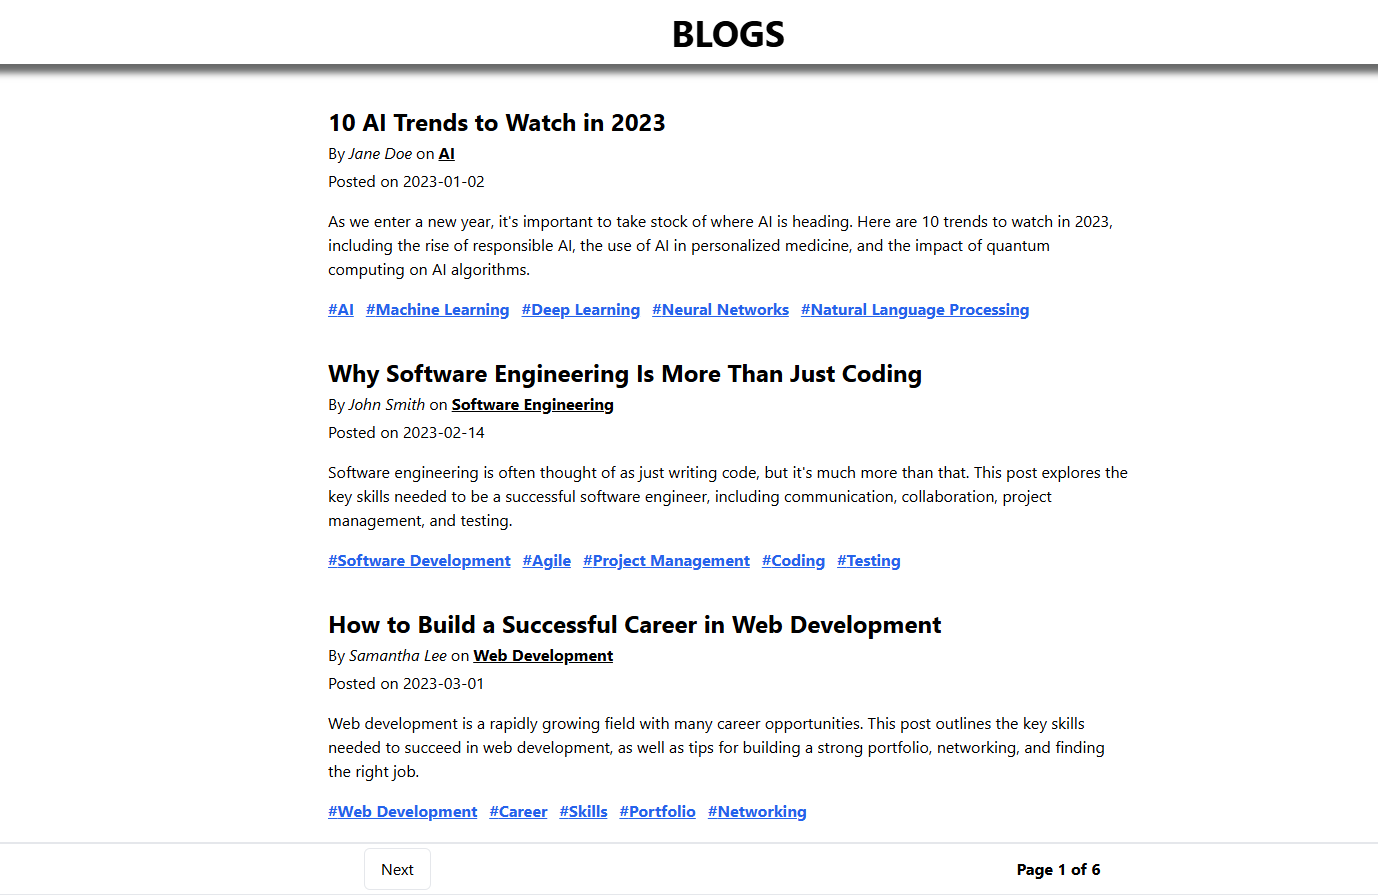 BLOGS
10 AI Trends to Watch in 2023
By Jane Doe on AI
Posted on 2023-01-02
As we enter a new year, it's important to take stock of where AI is heading. Here are 10 trends to watch in 2023,
including the rise of responsible AI, the use of AI in personalized medicine, and the impact of quantum
computing on AI algorithms.
#AI #Machine Learning #Deep Learning #Neural Networks #Natural Language Processing
Why Software Engineering Is More Than Just Coding
By John Smith on Software Engineering
Posted on 2023-02-14
Software engineering is often thought of as just writing code, but it's much more than that. This post explores the
key skills needed to be a successful software engineer, including communication, collaboration, project
management, and testing.
#Software Development #Agile #Project Management #Coding #Testing
How to Build a Successful Career in Web Development
By Samantha Lee on Web Development
Posted on 2023-03-01
Web development is a rapidly growing field with many career opportunities. This post outlines the key skills
needed to succeed in web development, as well as tips for building a strong portfolio, networking, and finding
the right job.
#Web Development #Career #Skills #Portfolio #Networking
Next Page 1 of 6